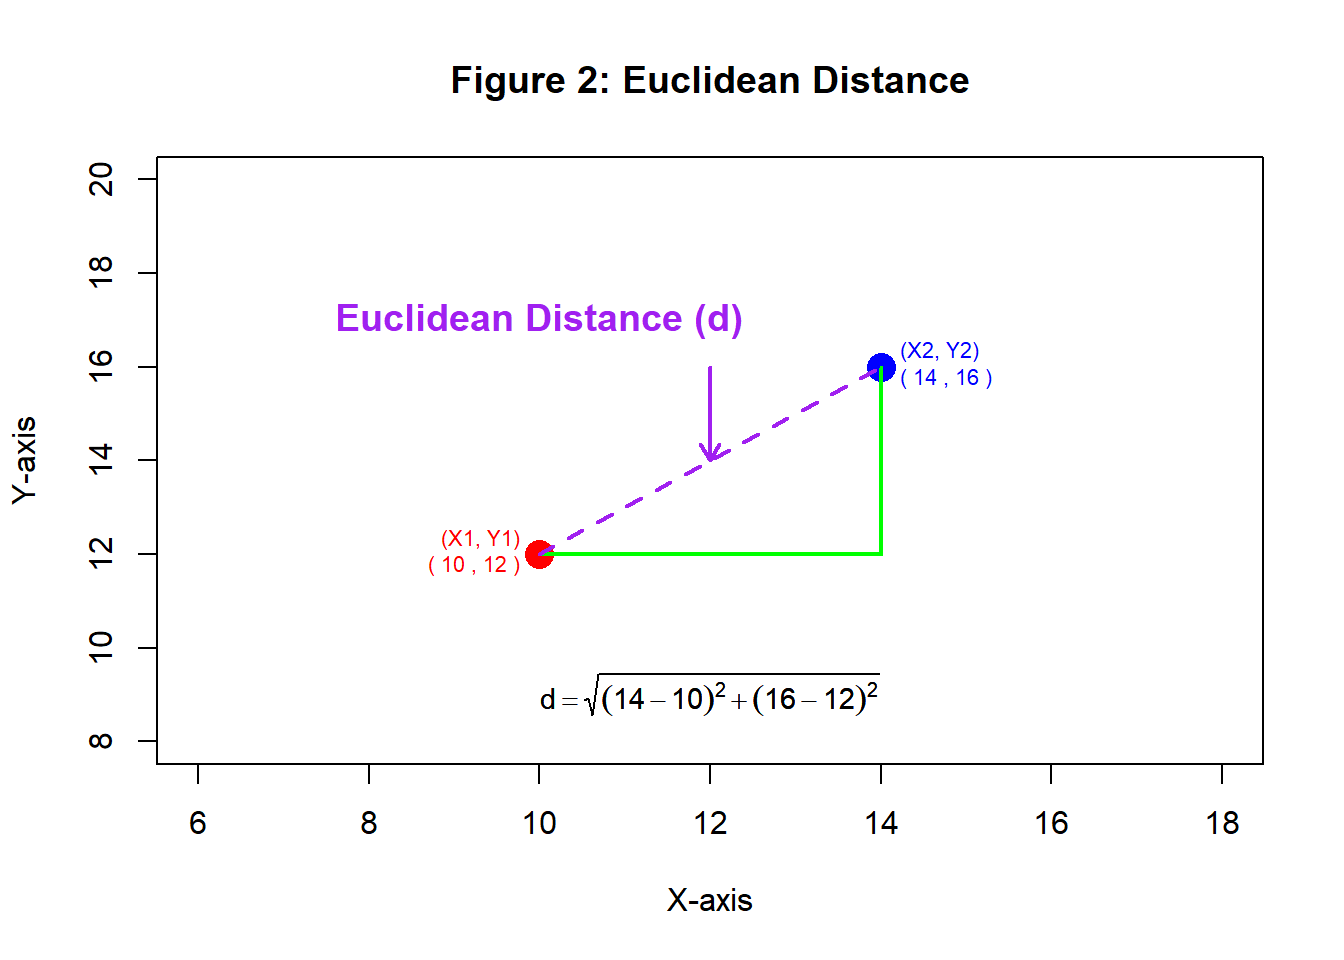 Figure 2: Euclidean Distance
20
18
16
14
12
10
8
Y-axis
Euclidean Distance (d)
(X2, Y2)
( 14 , 16 )
(X1, Y1)
( 10 , 12 )
d = √(14 − 10)² + (16 − 12)²
6 8 10 12 14 16 18
X-axis